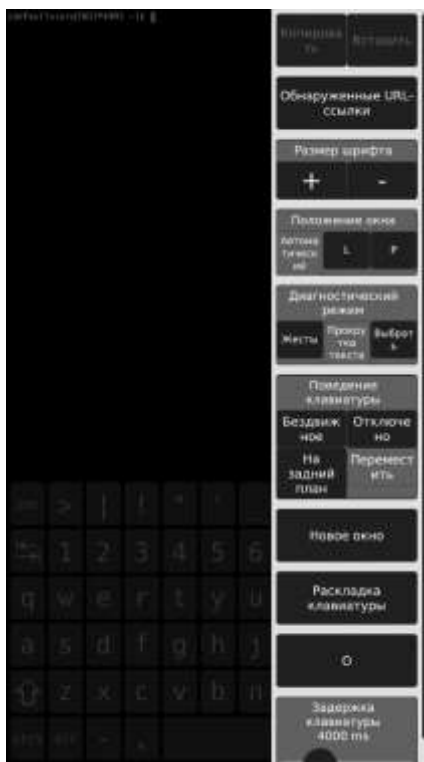 Копирова
ть
Вставить
Обнаруженные URL-
ссылки
Размер шрифта
+
-
Положение окна
Автома
тическ
ий
L
P
Диагностический
режим
Жесты
Прокру
тка
текста
Выброт
ь
Поведение
клавиатуры
Бездвиж
ное
Отключе
но
На
задний
план
Перемест
ить
Новое окно
Раскладка
клавиатуры
О
Задержка
клавиатуры
4000 ms
> |
1 2 3 4 5 6
q w e r t y u
a s d f g h j
z x c v b n